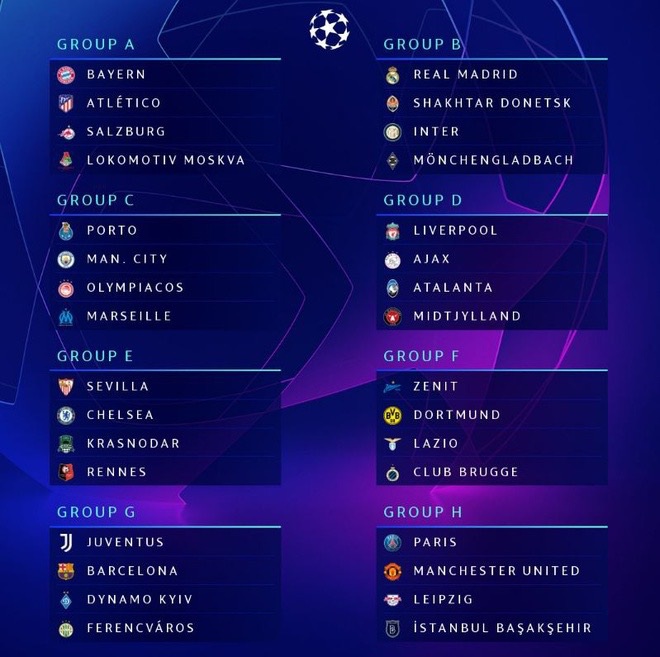 GROUP A
BAYERN
ATLÉTICO
SALZBURG
LOKOMOTIV MOSKVA
GROUP B
REAL MADRID
SHAKHTAR DONETSK
INTER
MÖNCHENGLADBACH
GROUP C
PORTO
MAN. CITY
OLYMPIACOS
MARSEILLE
GROUP D
LIVERPOOL
AJAX
ATALANTA
MIDTJYLLAND
GROUP E
SEVILLA
CHELSEA
KRASNODAR
RENNES
GROUP F
ZENIT
DORTMUND
LAZIO
CLUB BRUGGE
GROUP G
JUVENTUS
BARCELONA
DYNAMO KYIV
FERENCVÁROS
GROUP H
PARIS
MANCHESTER UNITED
LEIPZIG
İSTANBUL BAŞAKŞEHIR